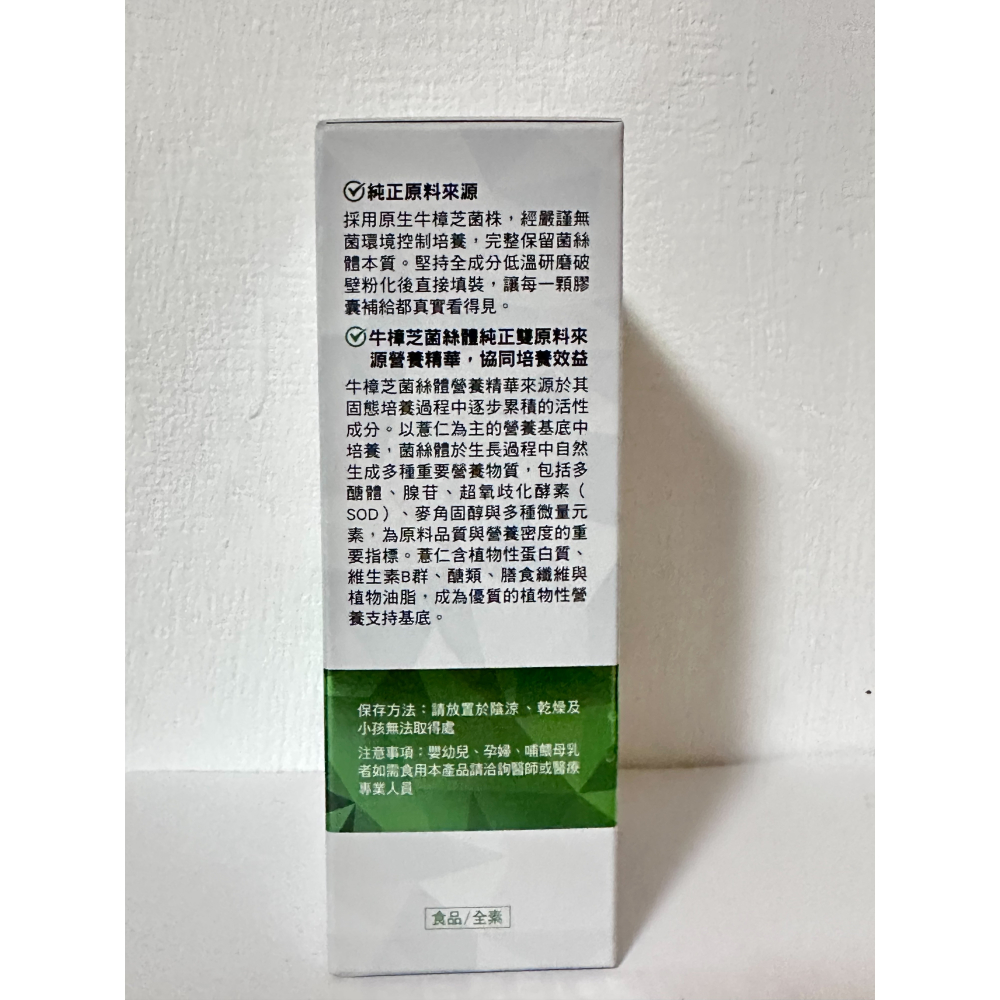 純正原料來源
採用原生牛樟芝菌株，經嚴謹無
菌環境控制培養，完整保留菌絲
體本質。堅持全成分低溫研磨破
壁粉化後直接填裝，讓每一顆膠
囊補給都真實看得見。
牛樟芝菌絲體純正雙原料來
源營養精華，協同培養效益
牛樟芝菌絲體營養精華來源於其
固態培養過程中逐步累積的活性
成分。以薏仁為主的營養基底中
培養，菌絲體於生長過程中自然
生成多種重要營養物質，包括多
醣體、腺苷、超氧歧化酵素（
SOD）、麥角固醇與多種微量元
素，為原料品質與營養密度的重
要指標。薏仁含植物性蛋白質、
維生素B群、醣類、膳食纖維與
植物油脂，成為優質的植物性營
養支持基底。
保存方法：請放置於陰涼、乾燥及
小孩無法取得處
注意事項：嬰幼兒、孕婦、哺餵母乳
者如需食用本產品請洽詢醫師或醫療
專業人員
食品/全素